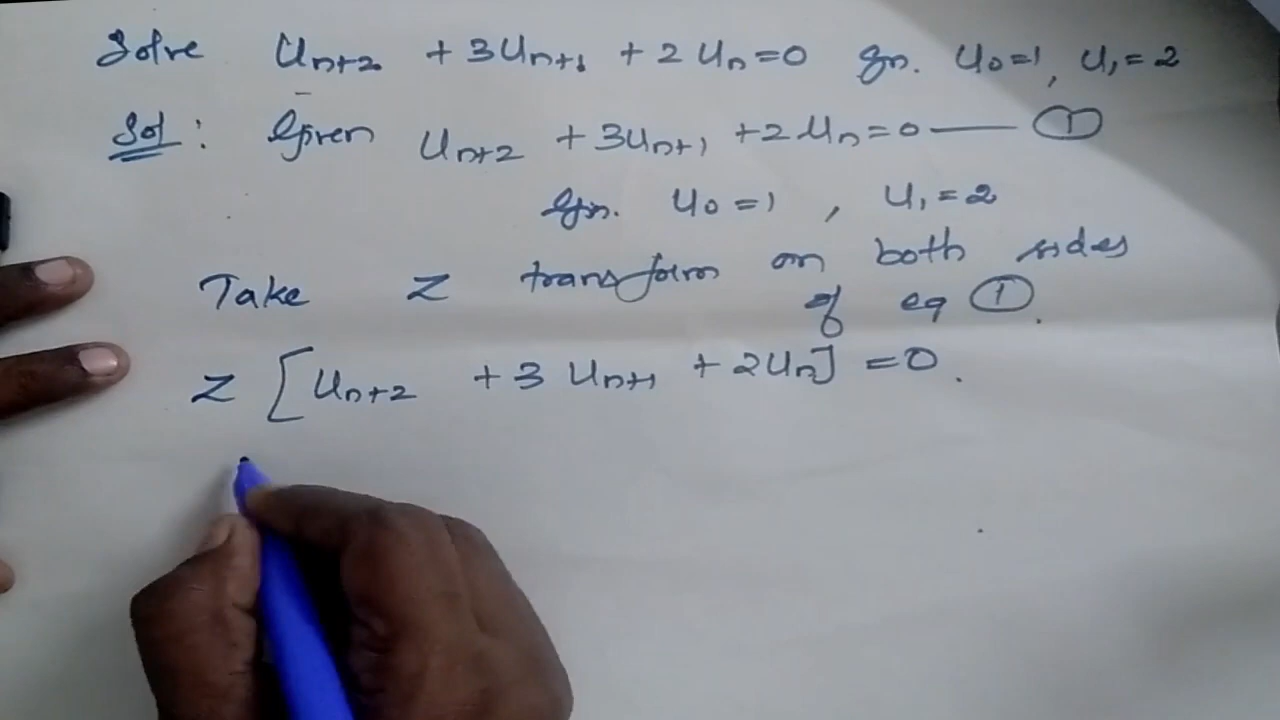 Solve Un+2 + 3Un+1 + 2Un = 0 gn. U0 = 1, U1 = 2
Sol: Given Un+2 + 3Un+1 + 2Un = 0 — ①
gn. U0 = 1, U1 = 2
Take Z transform on both sides
of eq ①.
Z [Un+2 + 3Un+1 + 2Un] = 0.